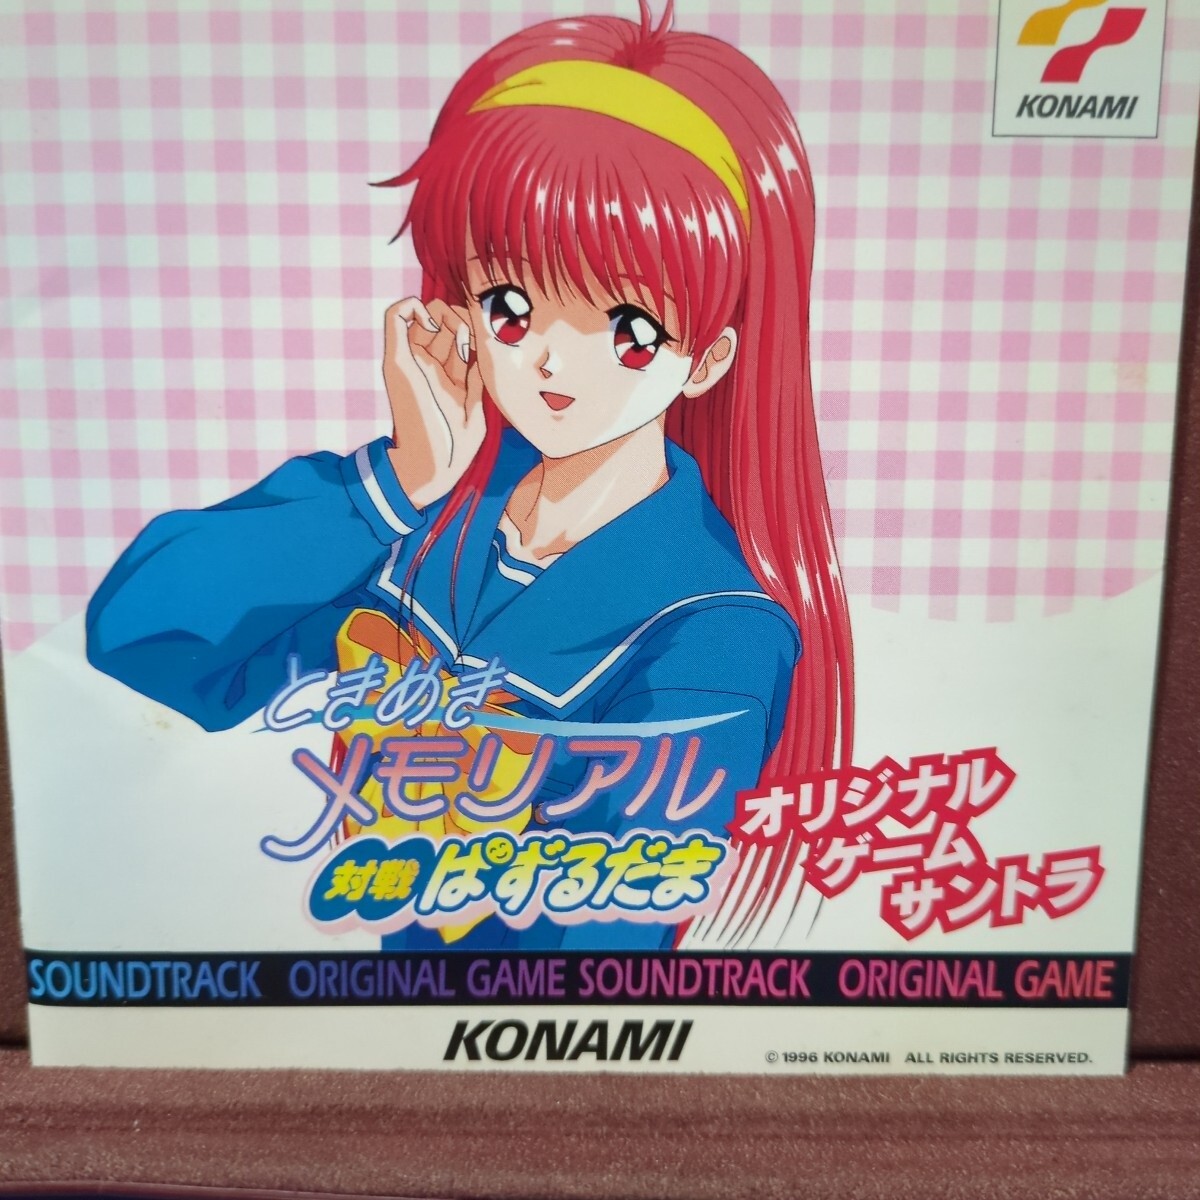 KONAMI
ときめき
メモリアル
対戦ぱずるだま
オリジナル
ゲーム
サントラ
SOUNDTRACK ORIGINAL GAME SOUNDTRACK ORIGINAL GAME
KONAMI
©1996 KONAMI ALL RIGHTS RESERVED.